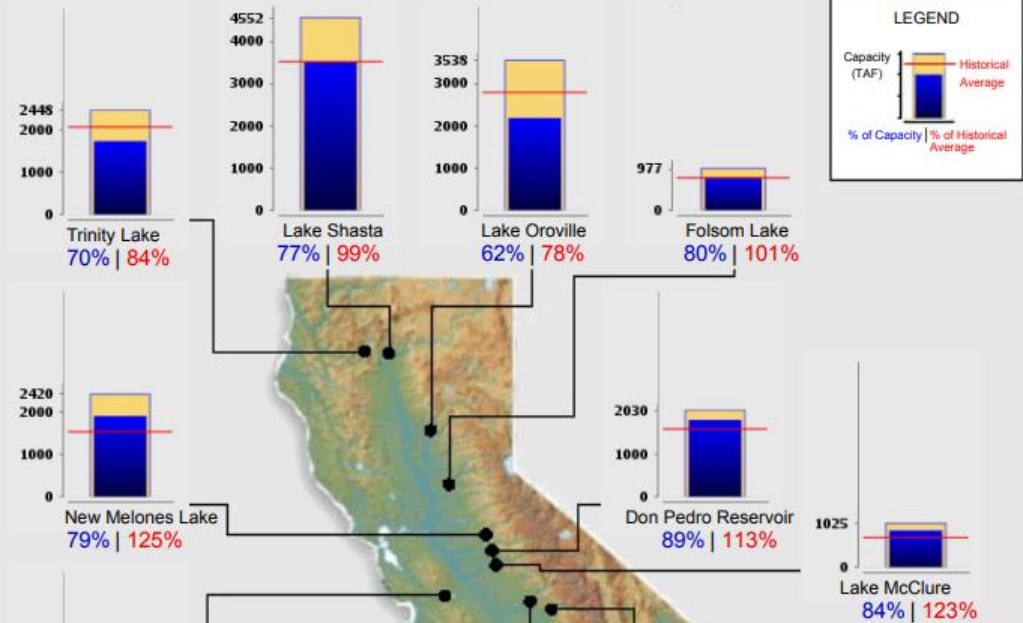 4552
4000
3000
2000
1000
0
Lake Shasta
77% | 99%
3538
3000
2000
1000
0
Lake Oroville
62% | 78%
LEGEND
Capacity
(TAF)
Historical
Average
% of Capacity | % of Historical
Average
2448
2000
1000
0
Trinity Lake
70% | 84%
977
0
Folsom Lake
80% | 101%
2420
2000
1000
0
New Melones Lake
79% | 125%
2030
1000
0
Don Pedro Reservoir
89% | 113%
1025
0
Lake McClure
84% | 123%